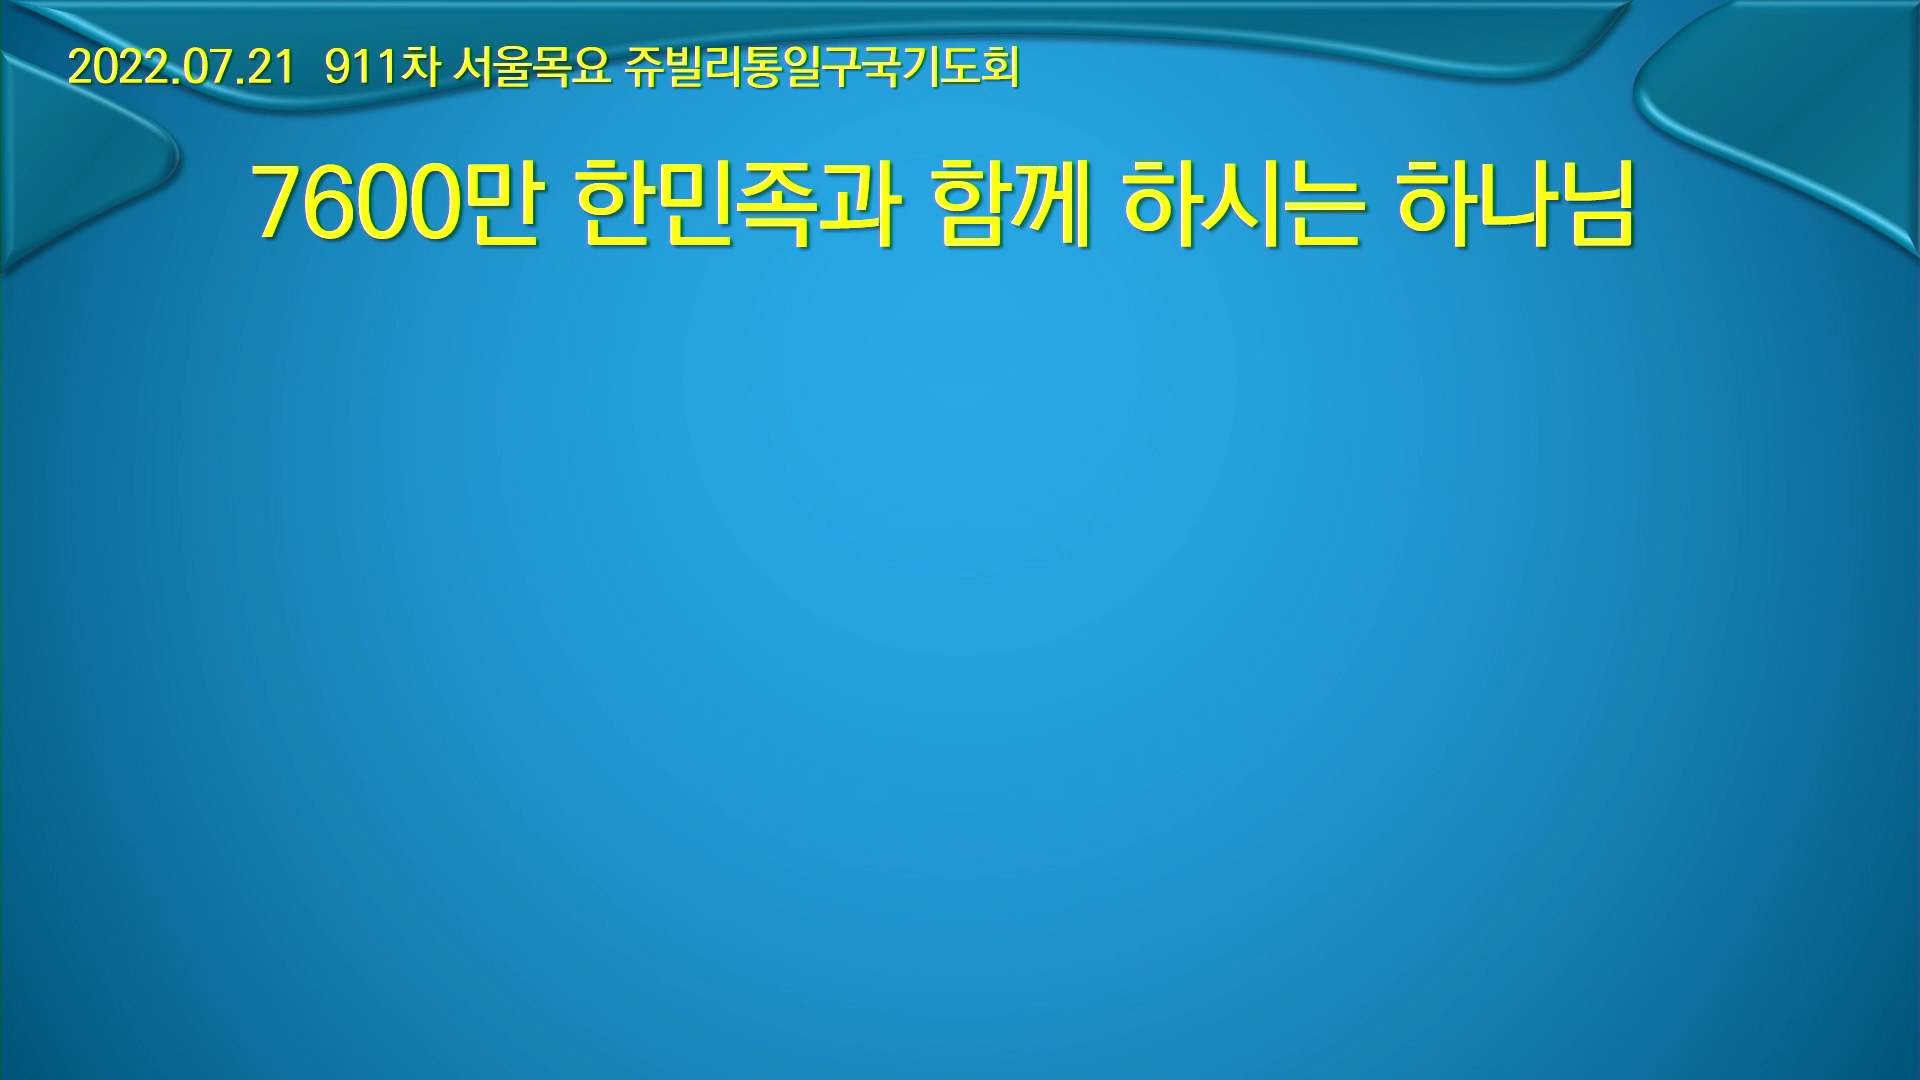 2022.07.21  911차 서울목요 쥬빌리통일구국기도회
7600만 한민족과 함께 하시는 하나님